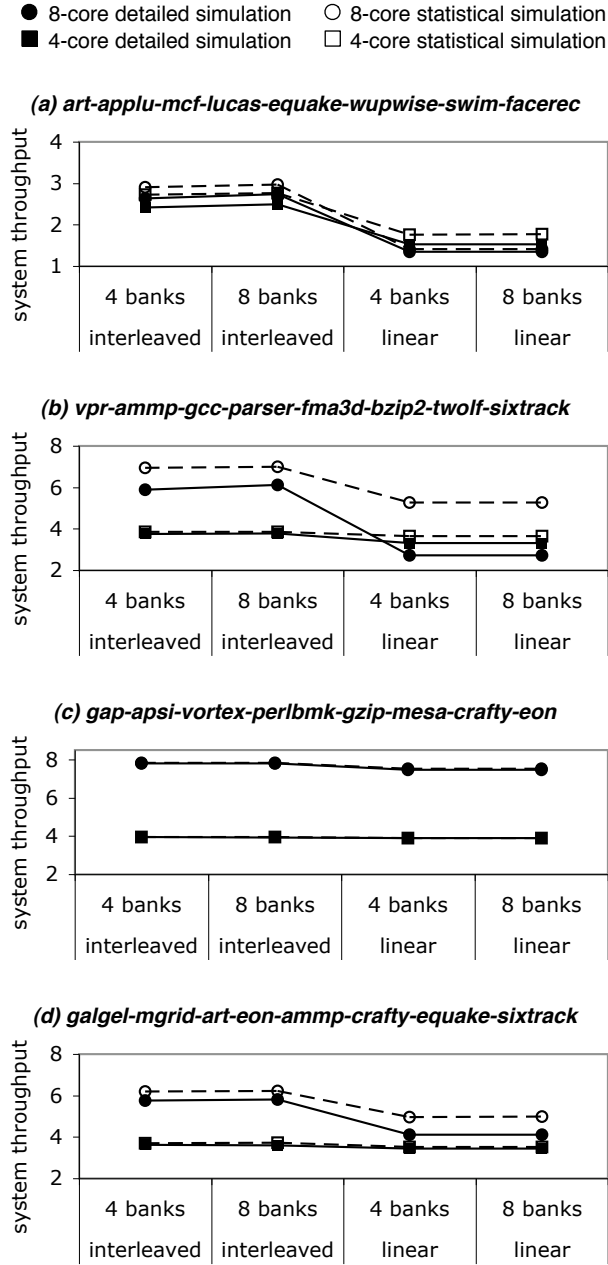 8-core detailed simulation 8-core statistical simulation
4-core detailed simulation 4-core statistical simulation
(a) art-applu-mcf-lucas-equake-wupwise-swim-facerec
system throughput
4
3
2
1
4 banks 8 banks 4 banks 8 banks
interleaved interleaved linear linear
(b) vpr-ammp-gcc-parser-fma3d-bzip2-twolf-sixtrack
system throughput
8
6
4
2
4 banks 8 banks 4 banks 8 banks
interleaved interleaved linear linear
(c) gap-apsi-vortex-perlbmk-gzip-mesa-crafty-eon
system throughput
8
6
4
2
4 banks 8 banks 4 banks 8 banks
interleaved interleaved linear linear
(d) galgel-mgrid-art-eon-ammp-crafty-equake-sixtrack
system throughput
8
6
4
2
4 banks 8 banks 4 banks 8 banks
interleaved interleaved linear linear